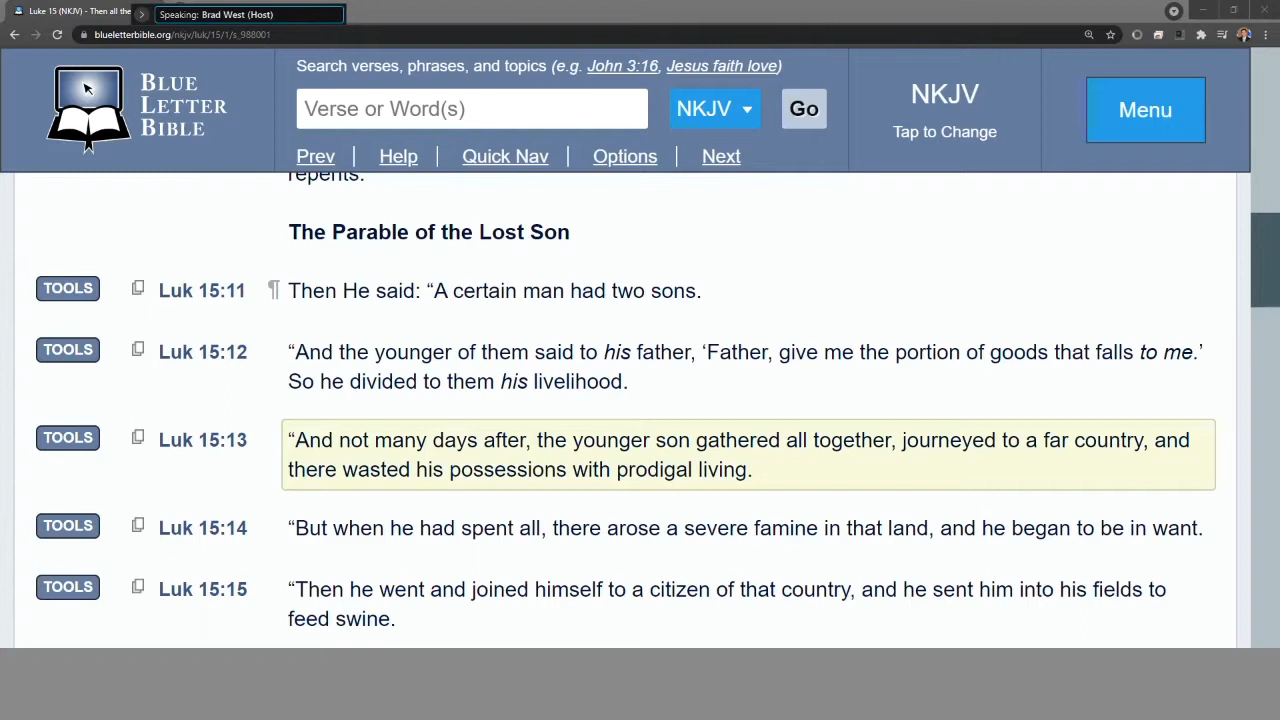 Luke 15 (NKJV) - Then all the
Speaking: Brad West (Host)
blueletterbible.org/nkjv/luk/15/1/s_988001
BLUE
LETTER
BIBLE
Search verses, phrases, and topics (e.g. John 3:16, Jesus faith love)
Verse or Word(s)
NKJV
Go
Prev | Help | Quick Nav | Options | Next
NKJV
Tap to Change
Menu
repents.
The Parable of the Lost Son
TOOLS Luk 15:11 ¶ Then He said: “A certain man had two sons.
TOOLS Luk 15:12 “And the younger of them said to his father, ‘Father, give me the portion of goods that falls to me.’
So he divided to them his livelihood.
TOOLS Luk 15:13 “And not many days after, the younger son gathered all together, journeyed to a far country, and
there wasted his possessions with prodigal living.
TOOLS Luk 15:14 “But when he had spent all, there arose a severe famine in that land, and he began to be in want.
TOOLS Luk 15:15 “Then he went and joined himself to a citizen of that country, and he sent him into his fields to
feed swine.